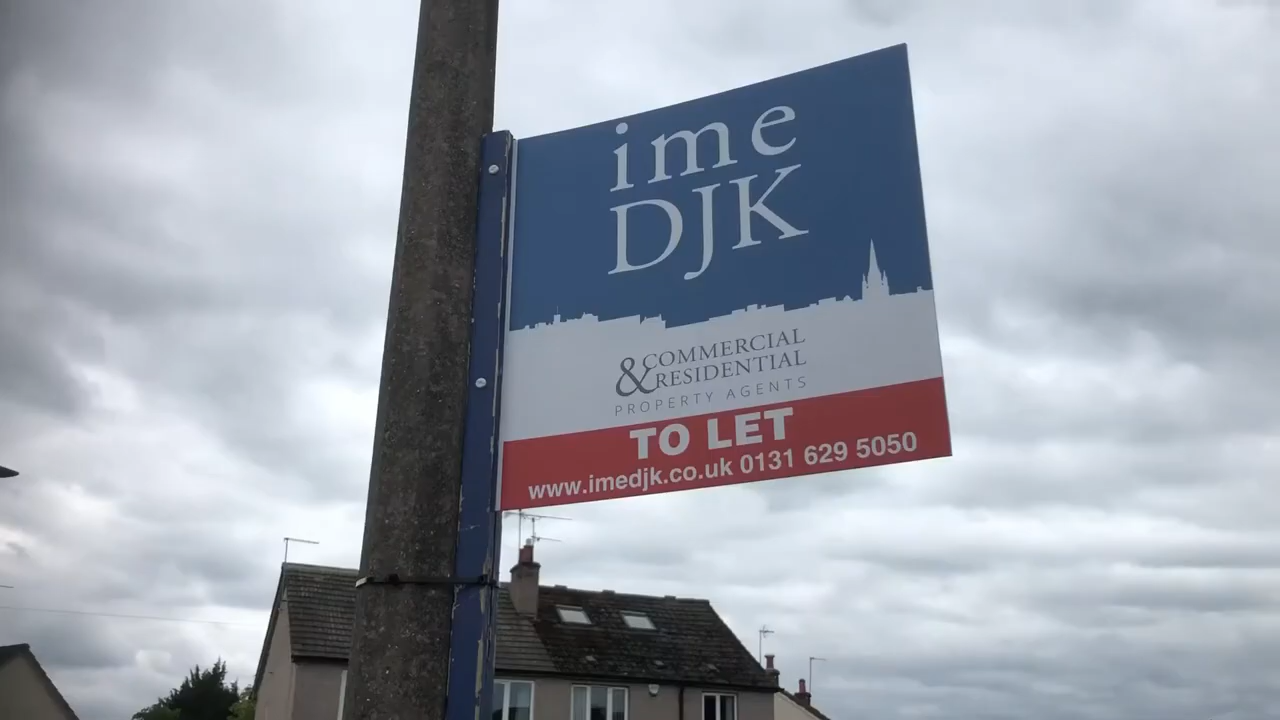 ime
DJK
& COMMERCIAL
RESIDENTIAL
PROPERTY AGENTS
TO LET
www.imedjk.co.uk 0131 629 5050